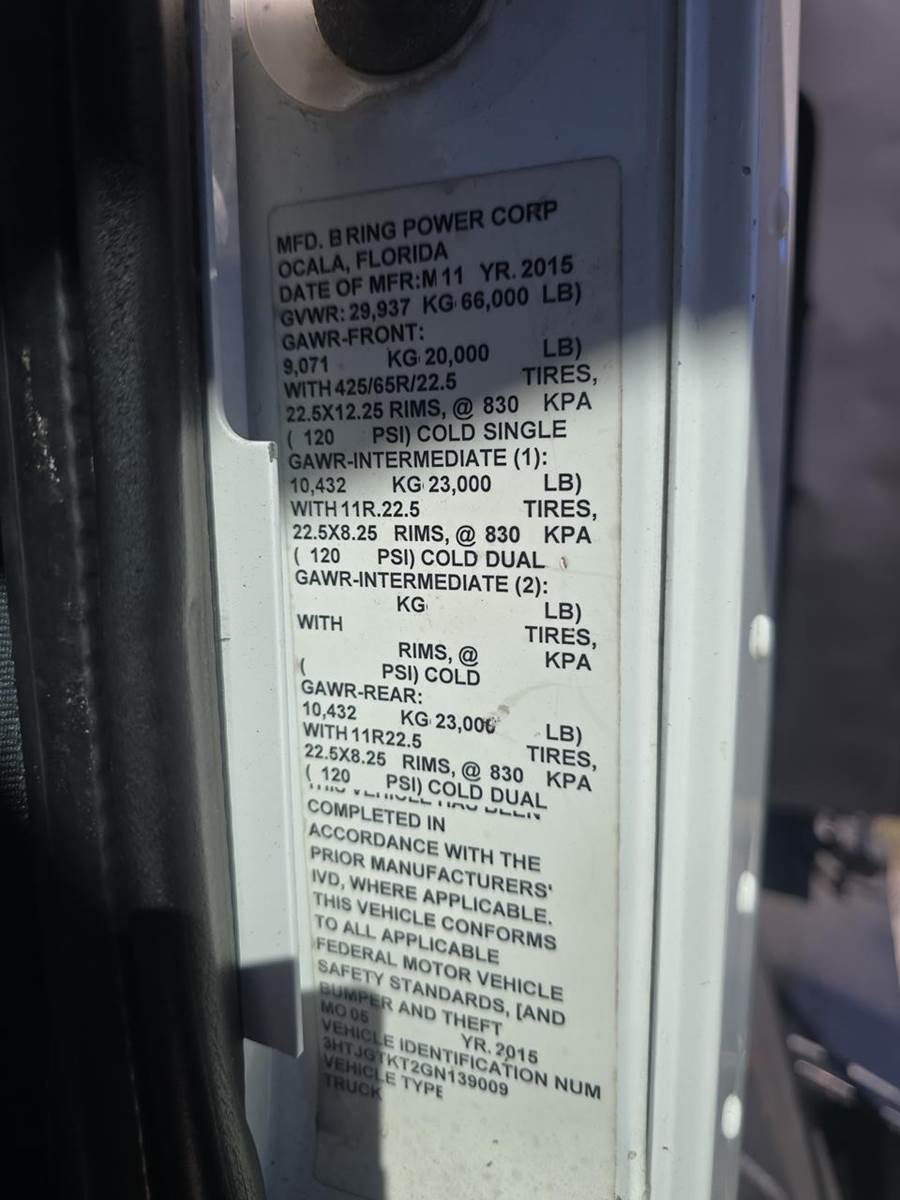 MFD. BRING POWER CORP
OCALA, FLORIDA
DATE OF MFR:M 11 YR. 2015
GVWR: 29,937 KG 66,000 LB)
GAWR-FRONT:
9,071 KG 20,000 LB)
WITH 425/65R/22.5 TIRES,
22.5X12.25 RIMS, @ 830 KPA
( 120 PSI) COLD SINGLE
GAWR-INTERMEDIATE (1):
10,432 KG 23,000 LB)
WITH 11R.22.5 TIRES,
22.5X8.25 RIMS, @ 830 KPA
( 120 PSI) COLD DUAL
GAWR-INTERMEDIATE (2):
KG LB)
WITH TIRES,
RIMS, @ KPA
( PSI) COLD
GAWR-REAR:
10,432 KG 23,000 LB)
WITH 11R22.5 TIRES,
22.5X8.25 RIMS, @ 830 KPA
( 120 PSI) COLD DUAL
THIS VEHICLE HAS BEEN
COMPLETED IN
ACCORDANCE WITH THE
PRIOR MANUFACTURERS'
IVD, WHERE APPLICABLE.
THIS VEHICLE CONFORMS
TO ALL APPLICABLE
FEDERAL MOTOR VEHICLE
SAFETY STANDARDS, [AND
BUMPER AND THEFT
MO 05 YR. 2015
VEHICLE IDENTIFICATION NUM
3HTJGTKT2GN139009
VEHICLE TYPE
TRUCK